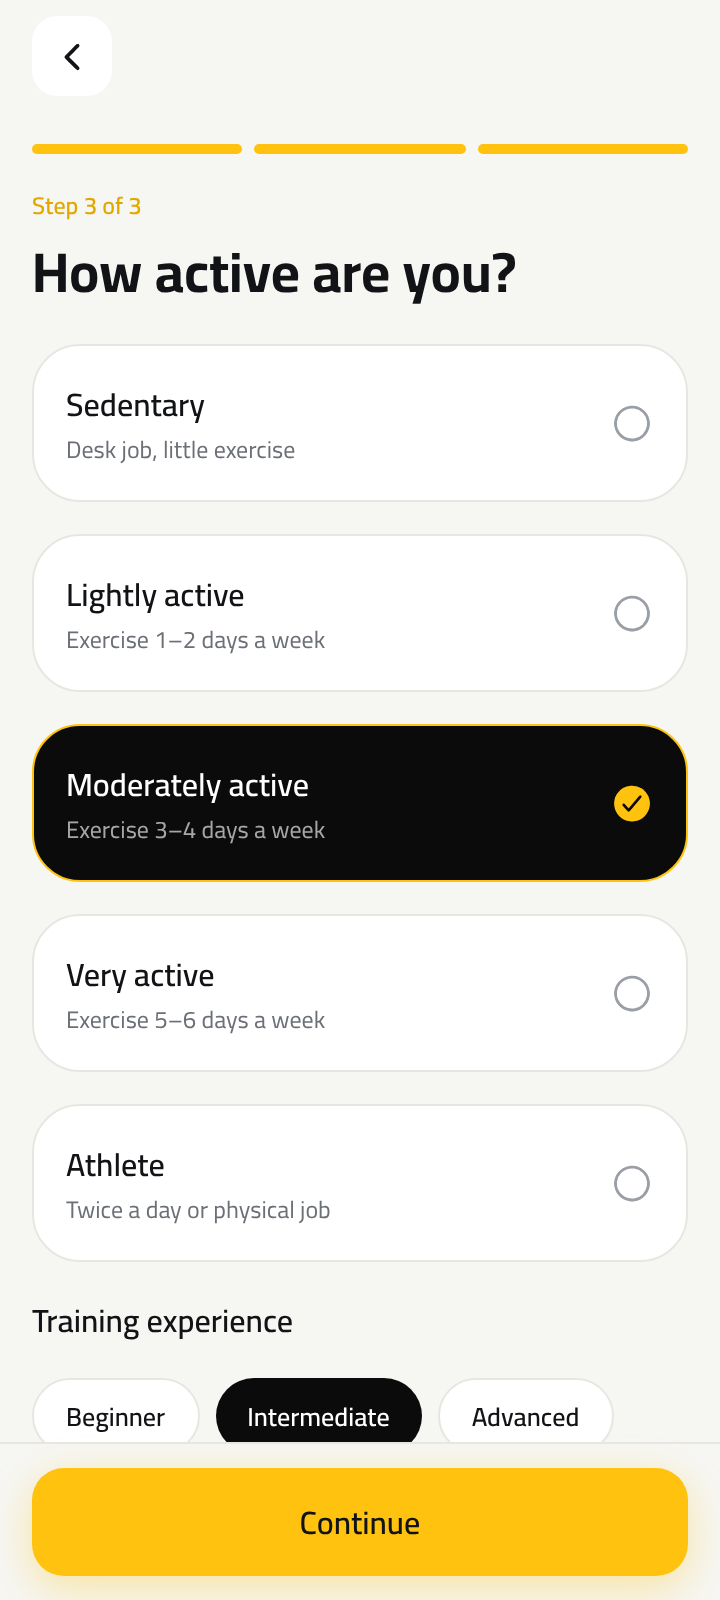 Step 3 of 3
How active are you?
Sedentary
Desk job, little exercise
Lightly active
Exercise 1–2 days a week
Moderately active
Exercise 3–4 days a week
Very active
Exercise 5–6 days a week
Athlete
Twice a day or physical job
Training experience
Beginner Intermediate Advanced
Continue